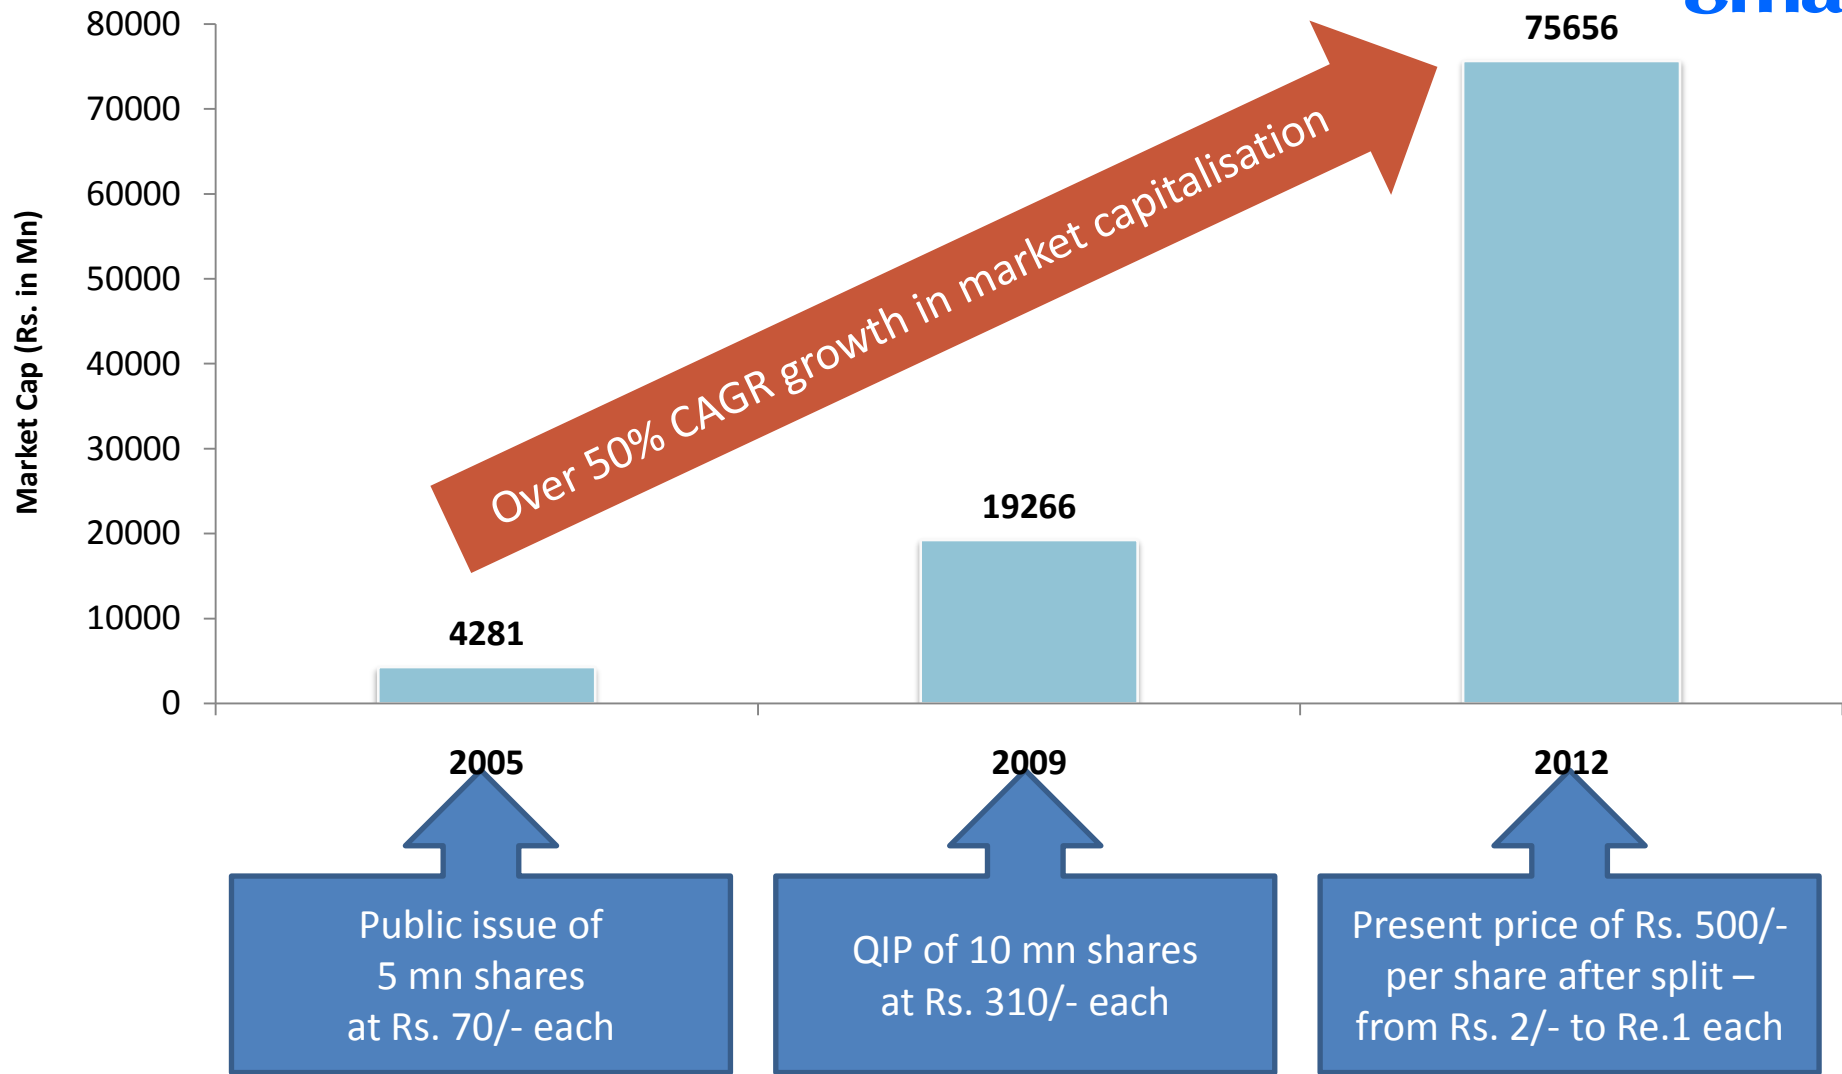 80000
70000
60000
50000
40000
30000
20000
10000
0
Market Cap (Rs. in Mn)
75656
19266
4281
Over 50% CAGR growth in market capitalisation
2005
2009
2012
Public issue of
5 mn shares
at Rs. 70/- each
QIP of 10 mn shares
at Rs. 310/- each
Present price of Rs. 500/-
per share after split –
from Rs. 2/- to Re.1 each